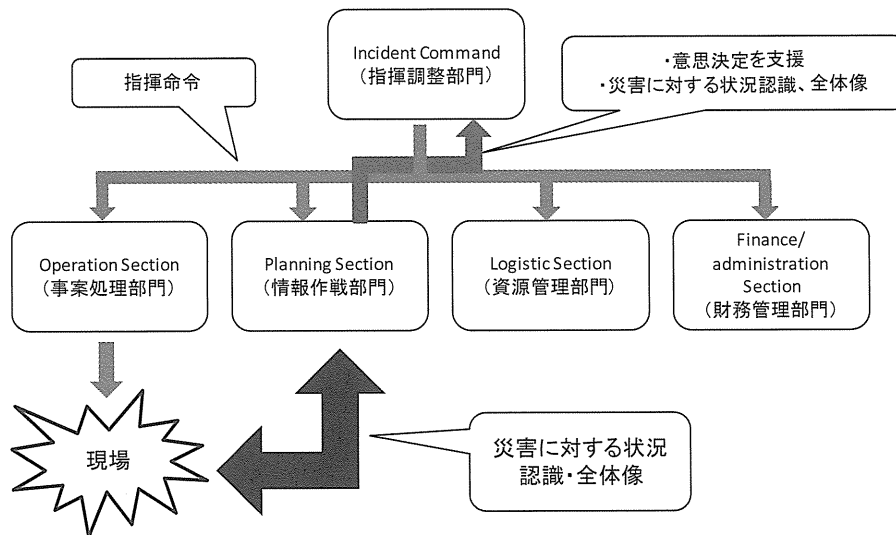 Incident Command
（指揮調整部門）
・意思決定を支援
・災害に対する状況認識、全体像
指揮命令
Operation Section
（事案処理部門）
Planning Section
（情報作戦部門）
Logistic Section
（資源管理部門）
Finance/
administration
Section
（財務管理部門）
現場
災害に対する状況
認識・全体像